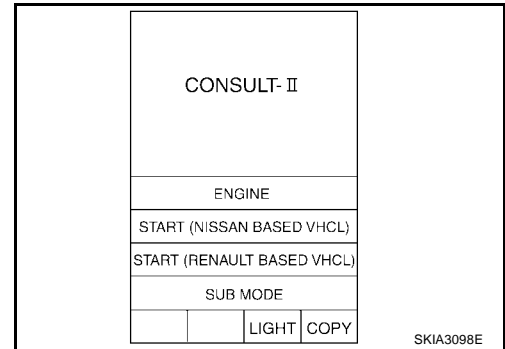 CONSULT-Ⅱ
ENGINE
START (NISSAN BASED VHCL)
START (RENAULT BASED VHCL)
SUB MODE
LIGHT COPY
SKIA3098E